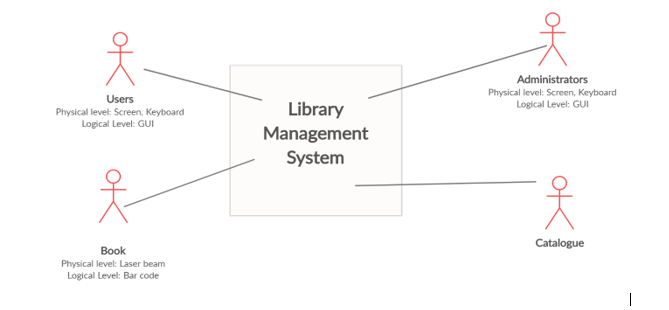 Users
Physical level: Screen, Keyboard
Logical Level: GUI
Administrators
Physical level: Screen, Keyboard
Logical Level: GUI
Library
Management
System
Book
Physical level: Laser beam
Logical Level: Bar code
Catalogue